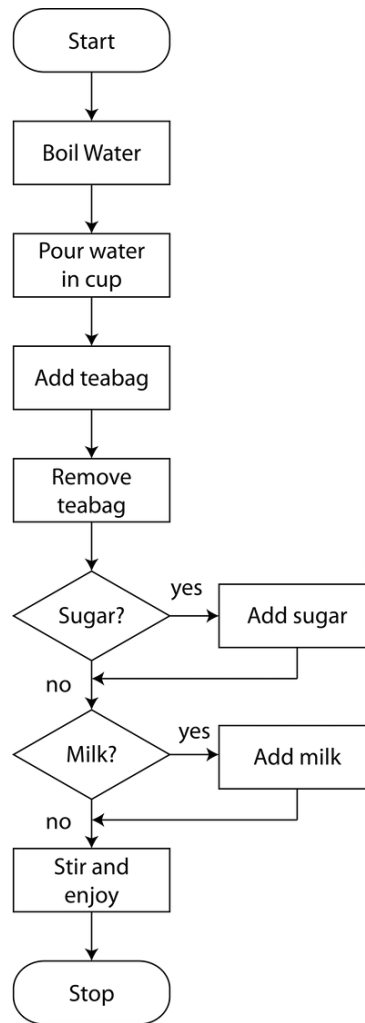 Start
Boil Water
Pour water
in cup
Add teabag
Remove
teabag
Sugar?
yes
Add sugar
no
Milk?
yes
Add milk
no
Stir and
enjoy
Stop